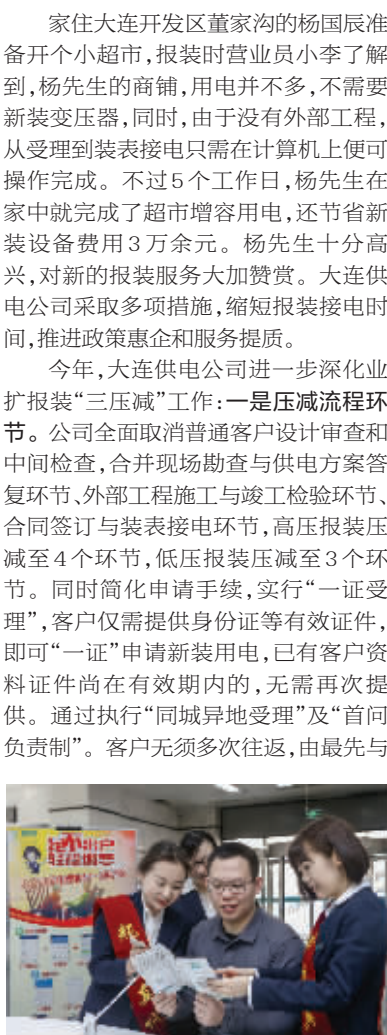 家住大连开发区董家沟的杨国辰准
备开个小超市，报装时营业员小李了解
到，杨先生的商铺，用电并不多，不需要
新装变压器，同时，由于没有外部工程，
从受理到装表接电只需在计算机上便可
操作完成。不过5个工作日，杨先生在
家中就完成了超市增容用电，还节省新
装设备费用3万余元。杨先生十分高
兴，对新的报装服务大加赞赏。大连供
电公司采取多项措施，缩短报装接电时
间，推进政策惠企和服务提质。
今年，大连供电公司进一步深化业
扩报装“三压减”工作：一是压减流程环
节。公司全面取消普通客户设计审查和
中间检查，合并现场勘查与供电方案答
复环节、外部工程施工与竣工检验环节、
合同签订与装表接电环节，高压报装压
减至4个环节，低压报装压减至3个环
节。同时简化申请手续，实行“一证受
理”，客户仅需提供身份证等有效证件，
即可“一证”申请新装用电，已有客户资
料证件尚在有效期内的，无需再次提
供。通过执行“同城异地受理”及“首问
负责制”。客户无须多次往返，由最先与